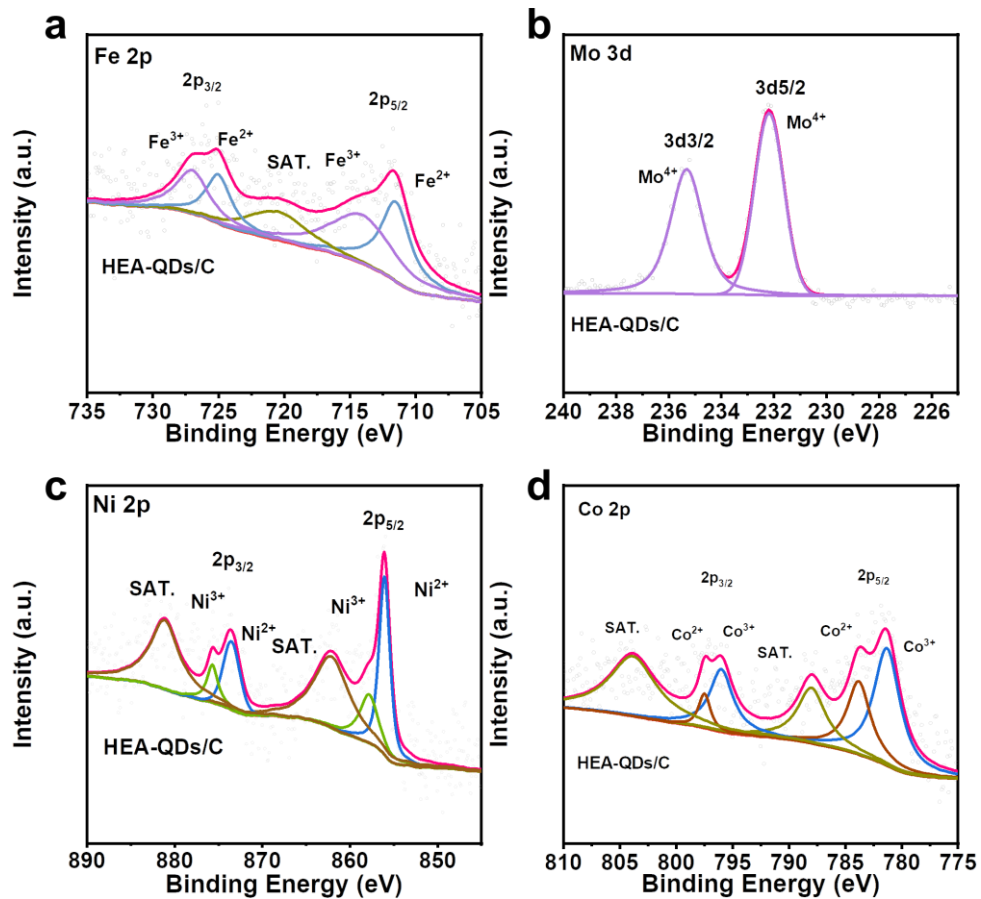 a
Fe 2p
2p3/2
2p5/2
Fe3+
Fe2+
SAT.
Fe3+
Fe2+
HEA-QDs/C
Intensity (a.u.)
735 730 725 720 715 710 705
Binding Energy (eV)
b
Mo 3d
3d5/2
Mo4+
3d3/2
Mo4+
HEA-QDs/C
Intensity (a.u.)
240 238 236 234 232 230 228 226
Binding Energy (eV)
c
Ni 2p
2p5/2
2p3/2
SAT.
Ni3+
Ni2+
SAT.
Ni3+
Ni2+
HEA-QDs/C
Intensity (a.u.)
890 880 870 860 850
Binding Energy (eV)
d
Co 2p
2p3/2
2p5/2
SAT.
Co2+
Co3+
SAT.
Co2+
Co3+
HEA-QDs/C
Intensity (a.u.)
810 805 800 795 790 785 780 775
Binding Energy (eV)